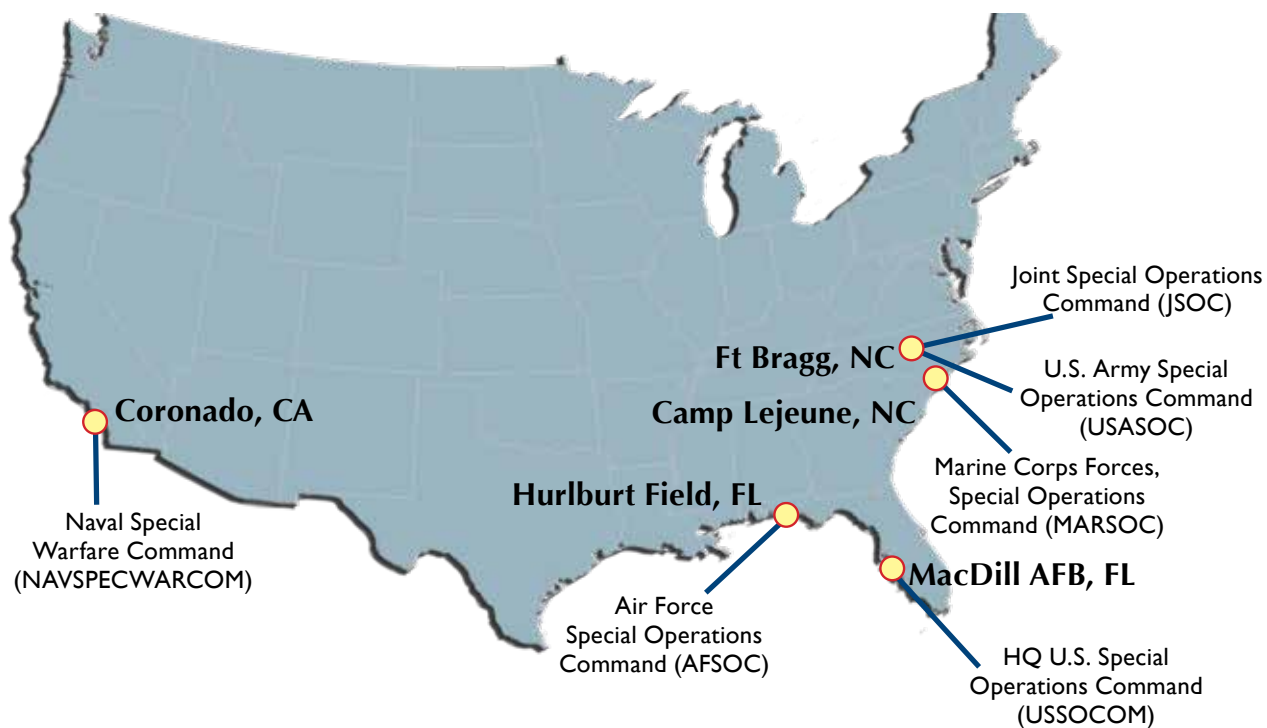 Joint Special Operations
Command (JSOC)
Ft Bragg, NC
U.S. Army Special
Operations Command
(USASOC)
Coronado, CA
Camp Lejeune, NC
Marine Corps Forces,
Special Operations
Command (MARSOC)
Hurlburt Field, FL
Naval Special
Warfare Command
(NAVSPECWARCOM)
MacDill AFB, FL
Air Force
Special Operations
Command (AFSOC)
HQ U.S. Special
Operations Command
(USSOCOM)